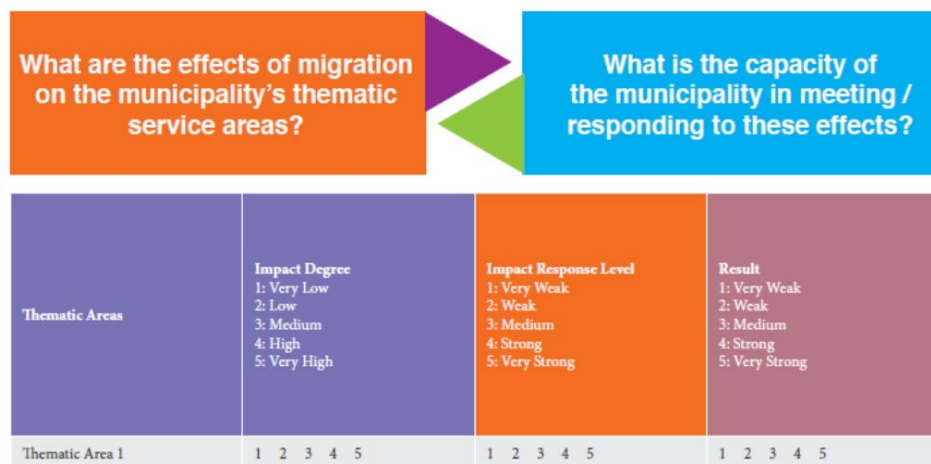 What are the effects of migration
on the municipality's thematic
service areas?
What is the capacity of
the municipality in meeting /
responding to these effects?
Thematic Areas
Impact Degree
1: Very Low
2: Low
3: Medium
4: High
5: Very High
Impact Response Level
1: Very Weak
2: Weak
3: Medium
4: Strong
5: Very Strong
Result
1: Very Weak
2: Weak
3: Medium
4: Strong
5: Very Strong
Thematic Area 1
1 2 3 4 5
1 2 3 4 5
1 2 3 4 5